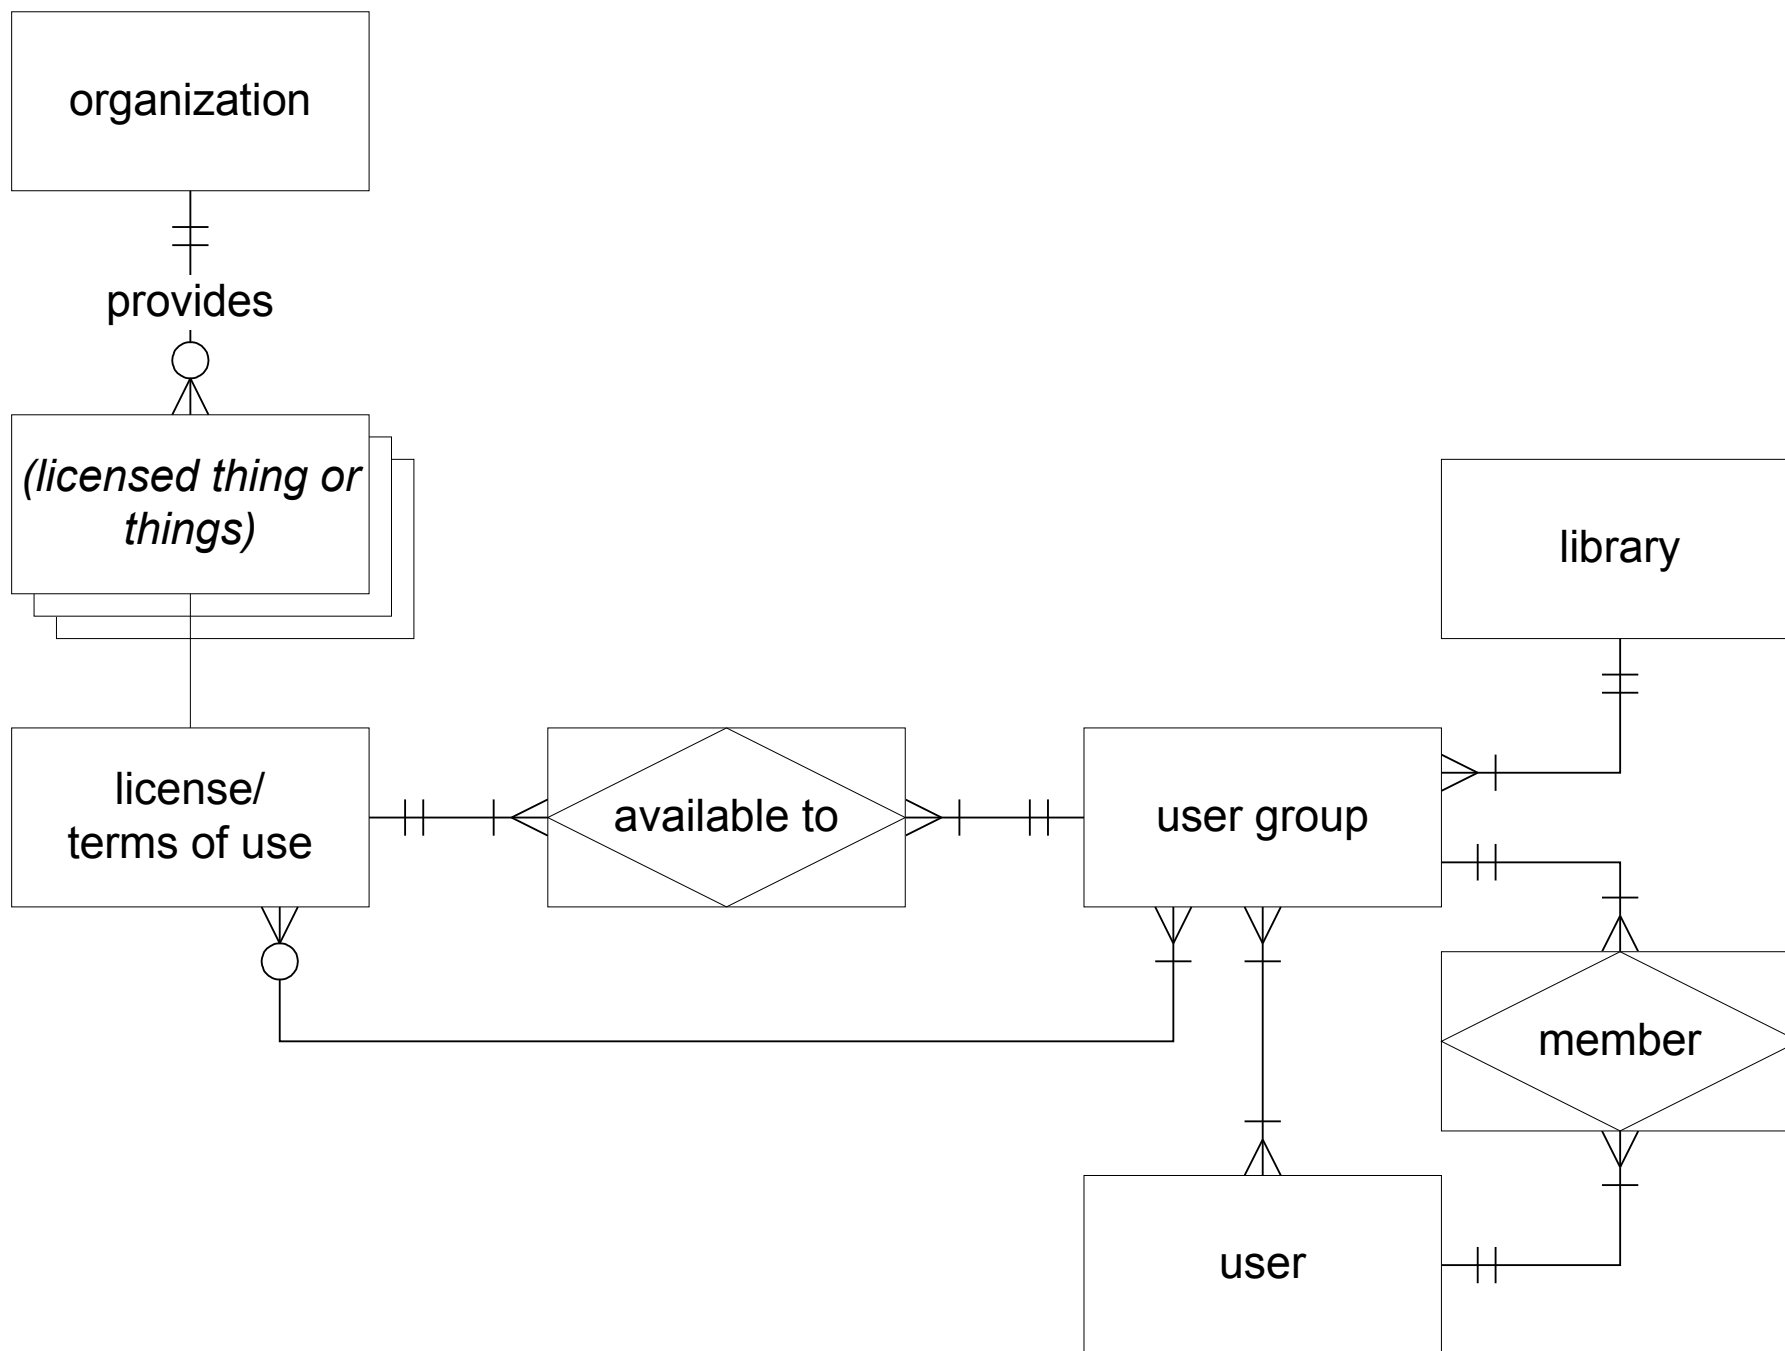 organization
provides
(licensed thing or
things)
library
license/
terms of use
available to
user group
member
user